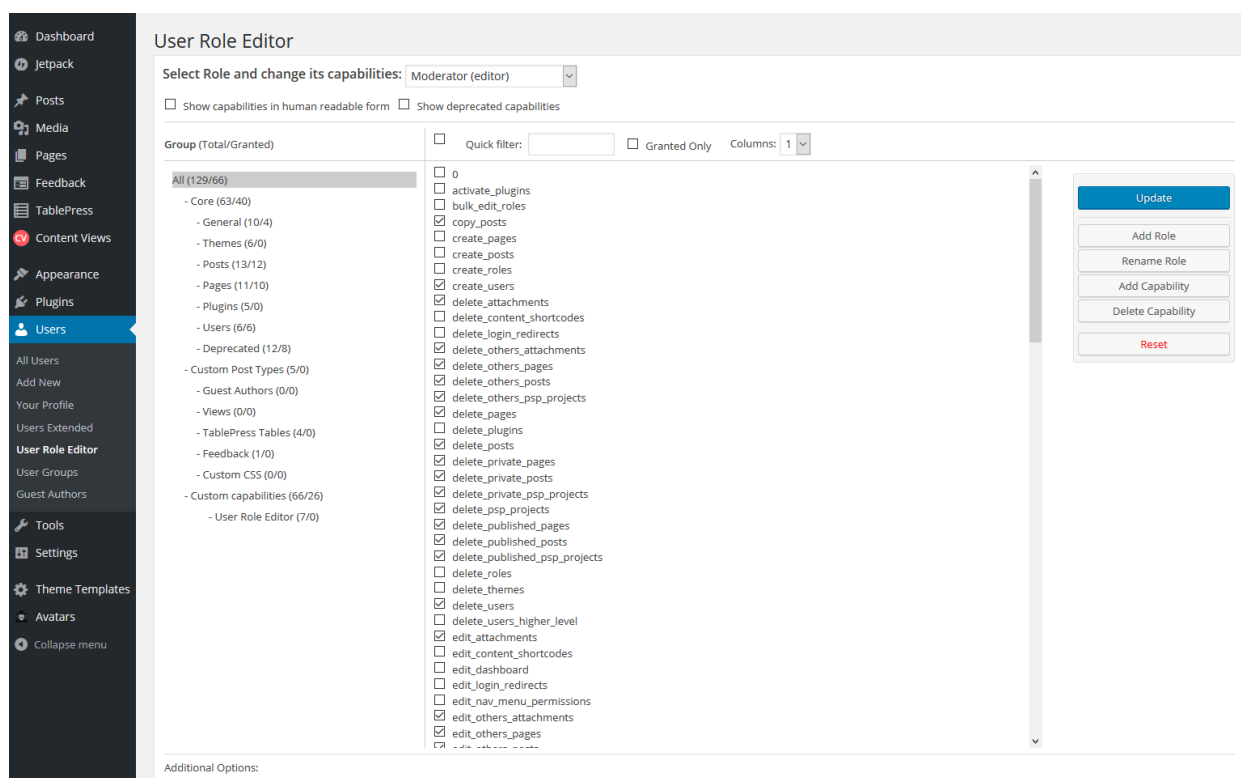 Dashboard
Jetpack
Posts
Media
Pages
Feedback
TablePress
CV Content Views
Appearance
Plugins
Users
All Users
Add New
Your Profile
Users Extended
User Role Editor
User Groups
Guest Authors
Tools
Settings
Theme Templates
Avatars
Collapse menu
User Role Editor
Select Role and change its capabilities: Moderator (editor)
Show capabilities in human readable form Show deprecated capabilities
Group (Total/Granted)
Quick filter: Granted Only Columns: 1
All (129/66)
- Core (63/40)
- General (10/4)
- Themes (6/0)
- Posts (13/12)
- Pages (11/10)
- Plugins (5/0)
- Users (6/6)
- Deprecated (12/8)
- Custom Post Types (5/0)
- Guest Authors (0/0)
- Views (0/0)
- TablePress Tables (4/0)
- Feedback (1/0)
- Custom CSS (0/0)
- Custom capabilities (66/26)
- User Role Editor (7/0)
0
activate_plugins
bulk_edit_roles
copy_posts
create_pages
create_posts
create_roles
create_users
delete_attachments
delete_content_shortcodes
delete_login_redirects
delete_others_attachments
delete_others_pages
delete_others_posts
delete_others_psp_projects
delete_pages
delete_plugins
delete_posts
delete_private_pages
delete_private_posts
delete_private_psp_projects
delete_psp_projects
delete_published_pages
delete_published_posts
delete_published_psp_projects
delete_roles
delete_themes
delete_users
delete_users_higher_level
edit_attachments
edit_content_shortcodes
edit_dashboard
edit_login_redirects
edit_nav_menu_permissions
edit_others_attachments
edit_others_pages
edit_others_posts
Update
Add Role
Rename Role
Add Capability
Delete Capability
Reset
Additional Options: